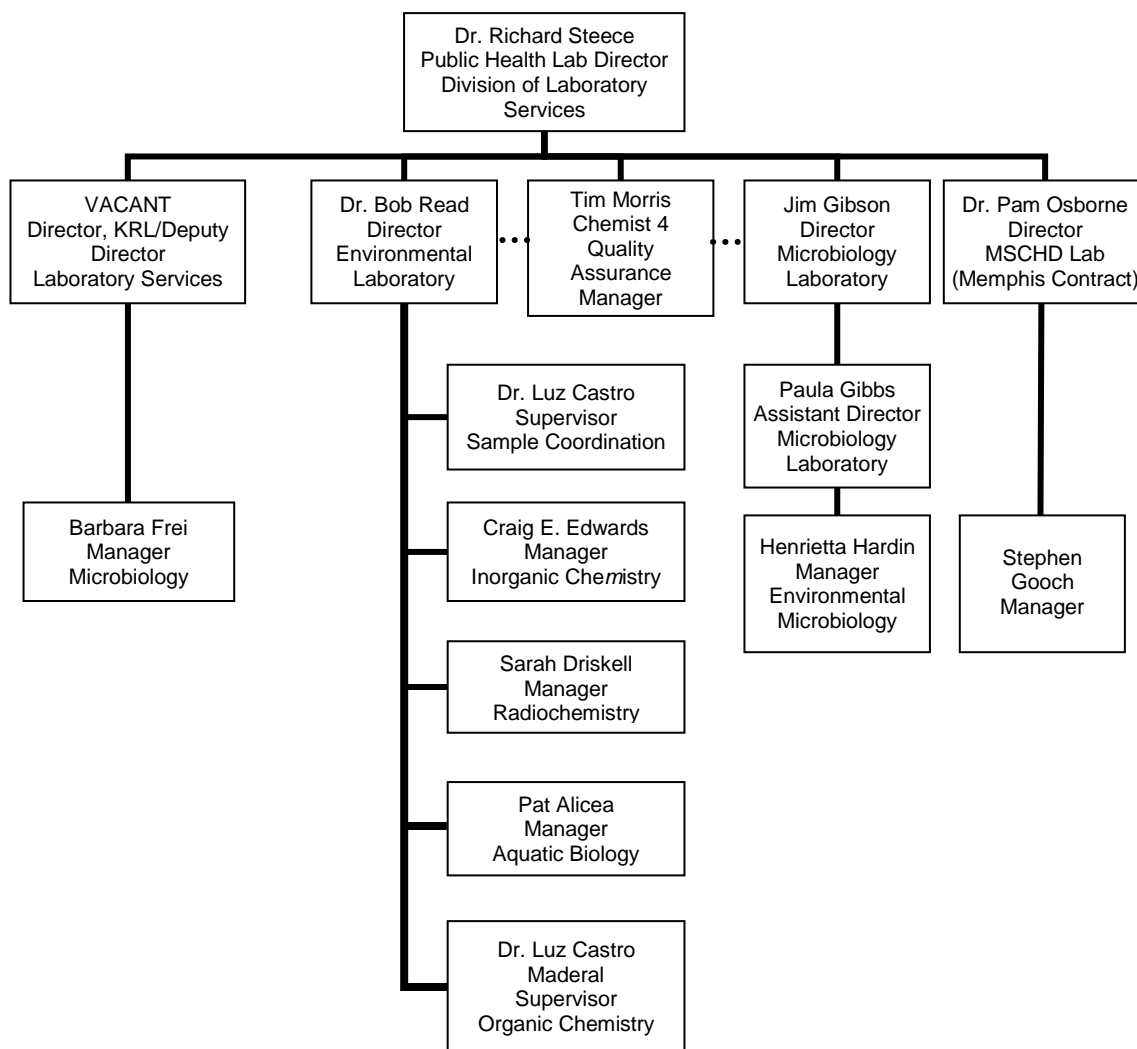 Dr. Richard Steece
Public Health Lab Director
Division of Laboratory
Services
VACANT
Director, KRL/Deputy
Director
Laboratory Services
Dr. Bob Read
Director
Environmental
Laboratory
Tim Morris
Chemist 4
Quality
Assurance
Manager
Jim Gibson
Director
Microbiology
Laboratory
Dr. Pam Osborne
Director
MSCHD Lab
(Memphis Contract)
Dr. Luz Castro
Supervisor
Sample Coordination
Paula Gibbs
Assistant Director
Microbiology
Laboratory
Barbara Frei
Manager
Microbiology
Craig E. Edwards
Manager
Inorganic Chemistry
Henrietta Hardin
Manager
Environmental
Microbiology
Stephen
Gooch
Manager
Sarah Driskell
Manager
Radiochemistry
Pat Alicea
Manager
Aquatic Biology
Dr. Luz Castro
Maderal
Supervisor
Organic Chemistry